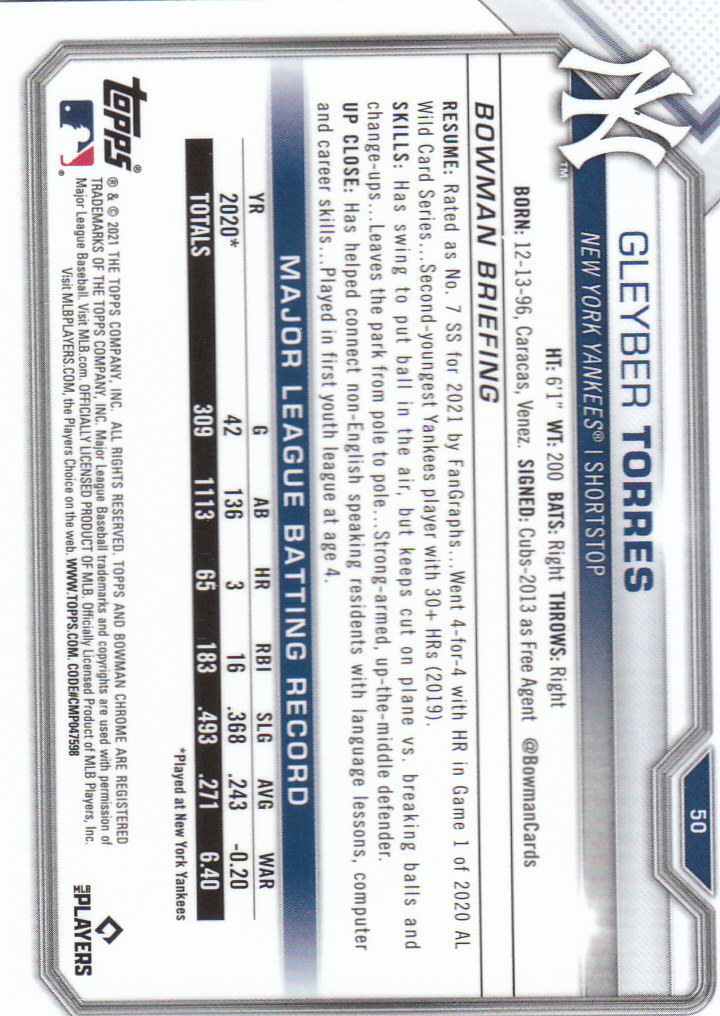 50
GLEYBER TORRES
NEW YORK YANKEES® | SHORTSTOP
NY
™
HT: 6'1" WT: 200 BATS: Right THROWS: Right
BORN: 12-13-96, Caracas, Venez. SIGNED: Cubs-2013 as Free Agent @BowmanCards
BOWMAN BRIEFING
RESUME: Rated as No. 7 SS for 2021 by FanGraphs...Went 4-for-4 with HR in Game 1 of 2020 AL
Wild Card Series...Second-youngest Yankees player with 30+ HRs (2019).
SKILLS: Has swing to put ball in the air, but keeps cut on plane vs. breaking balls and
change-ups...Leaves the park from pole to pole...Strong-armed, up-the-middle defender.
UP CLOSE: Has helped connect non-English speaking residents with language lessons, computer
and career skills...Played in first youth league at age 4.
MAJOR LEAGUE BATTING RECORD
YR G AB HR RBI SLG AVG WAR
2020* 42 136 3 16 .368 .243 -0.20
TOTALS 309 1113 65 183 .493 .271 6.40
*Played at New York Yankees
topps®
®
® & © 2021 THE TOPPS COMPANY, INC. ALL RIGHTS RESERVED. TOPPS AND BOWMAN CHROME ARE REGISTERED
TRADEMARKS OF THE TOPPS COMPANY, INC. Major League Baseball trademarks and copyrights are used with permission of
Major League Baseball. Visit MLB.com. OFFICIALLY LICENSED PRODUCT OF MLB. Officially Licensed Product of MLB Players, Inc.
Visit MLBPLAYERS.COM, the Players Choice on the web. WWW.TOPPS.COM. CODE#CMP047598
MLB PLAYERS